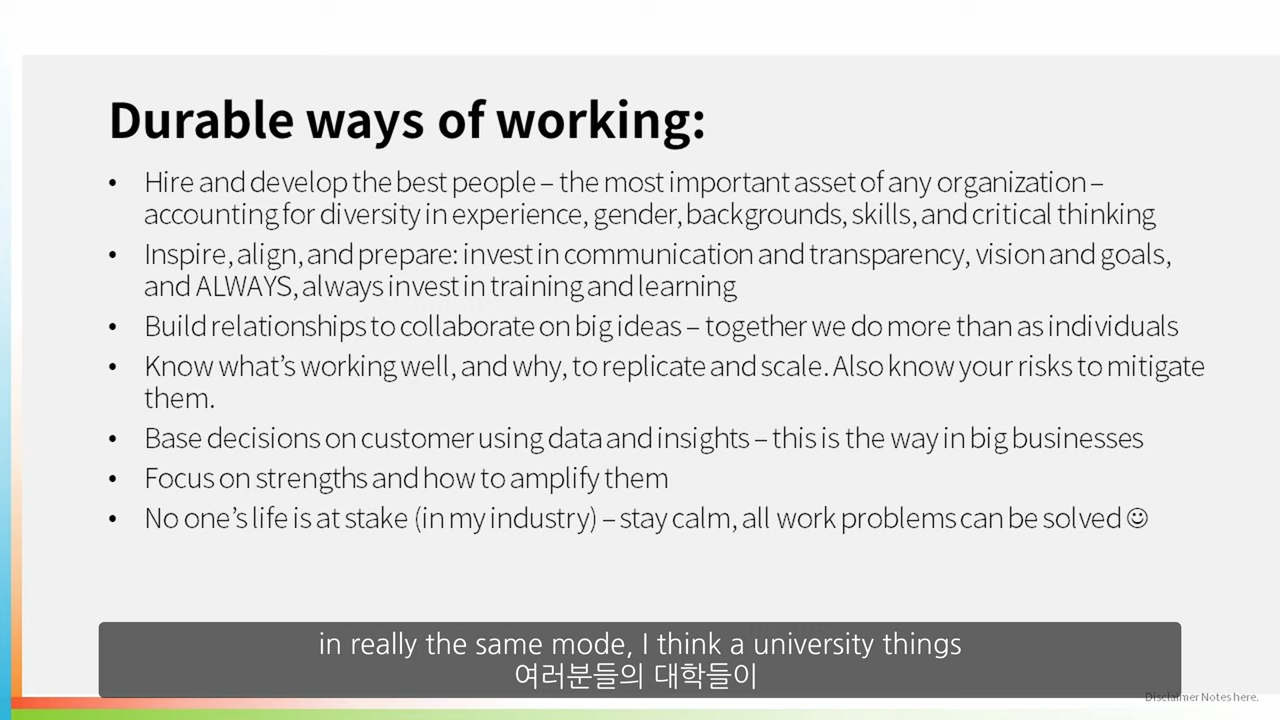 Durable ways of working:
• Hire and develop the best people – the most important asset of any organization –
accounting for diversity in experience, gender, backgrounds, skills, and critical thinking
• Inspire, align, and prepare: invest in communication and transparency, vision and goals,
and ALWAYS, always invest in training and learning
• Build relationships to collaborate on big ideas – together we do more than as individuals
• Know what’s working well, and why, to replicate and scale. Also know your risks to mitigate
them.
• Base decisions on customer using data and insights – this is the way in big businesses
• Focus on strengths and how to amplify them
• No one’s life is at stake (in my industry) – stay calm, all work problems can be solved ☺
in really the same mode, I think a university things
여러분들의 대학들이
Disclaimer Notes here.